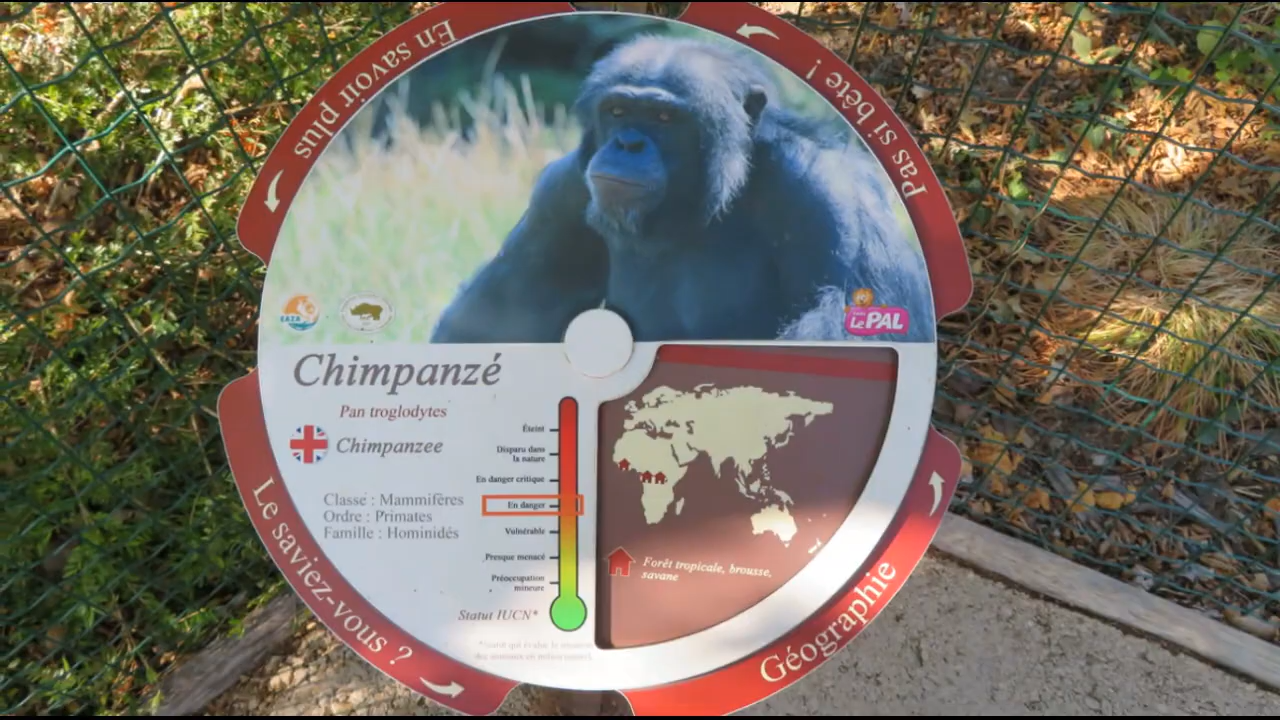 En savoir plus
Pas si bête !
EAZA
Le PAL
Chimpanzé
Pan troglodytes
Chimpanzee
Classe : Mammifères
Ordre : Primates
Famille : Hominidés
Éteint
Disparu dans
la nature
En danger critique
En danger
Vulnérable
Presque menacé
Préoccupation
mineure
Statut IUCN*
Forêt tropicale, brousse,
savane
Le saviez-vous ?
Géographie